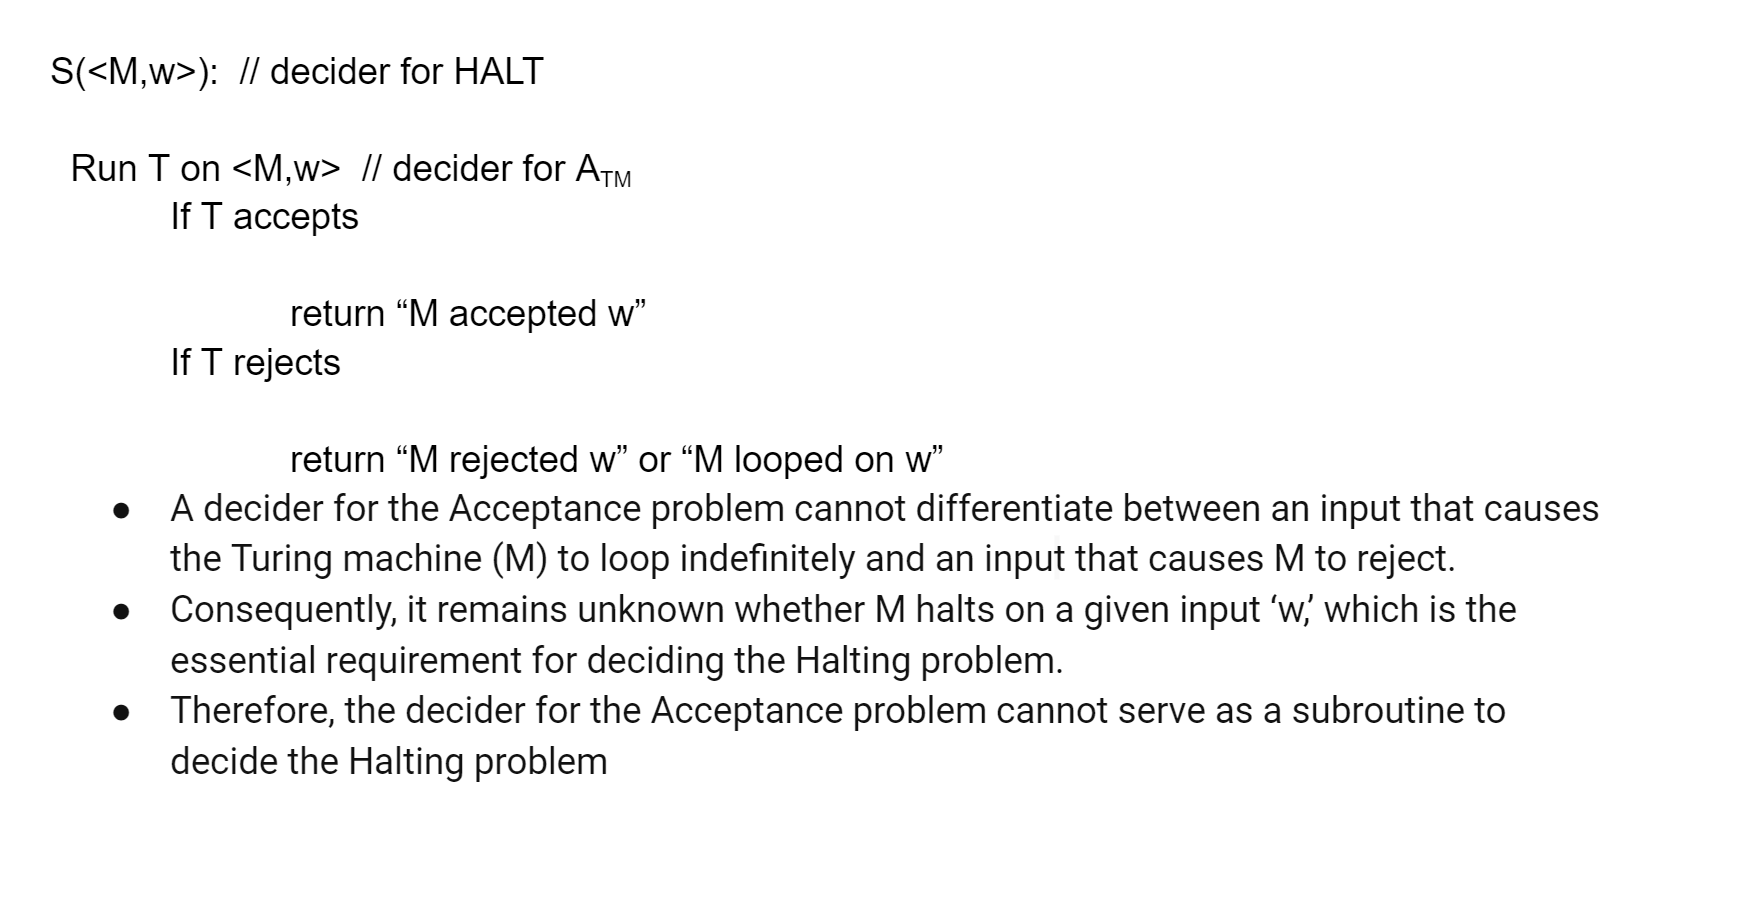 S(<M,w>):  // decider for HALT
Run T on <M,w>  // decider for ATM
If T accepts
return “M accepted w”
If T rejects
return “M rejected w” or “M looped on w”
● A decider for the Acceptance problem cannot differentiate between an input that causes
the Turing machine (M) to loop indefinitely and an input that causes M to reject.
● Consequently, it remains unknown whether M halts on a given input ‘w,’ which is the
essential requirement for deciding the Halting problem.
● Therefore, the decider for the Acceptance problem cannot serve as a subroutine to
decide the Halting problem